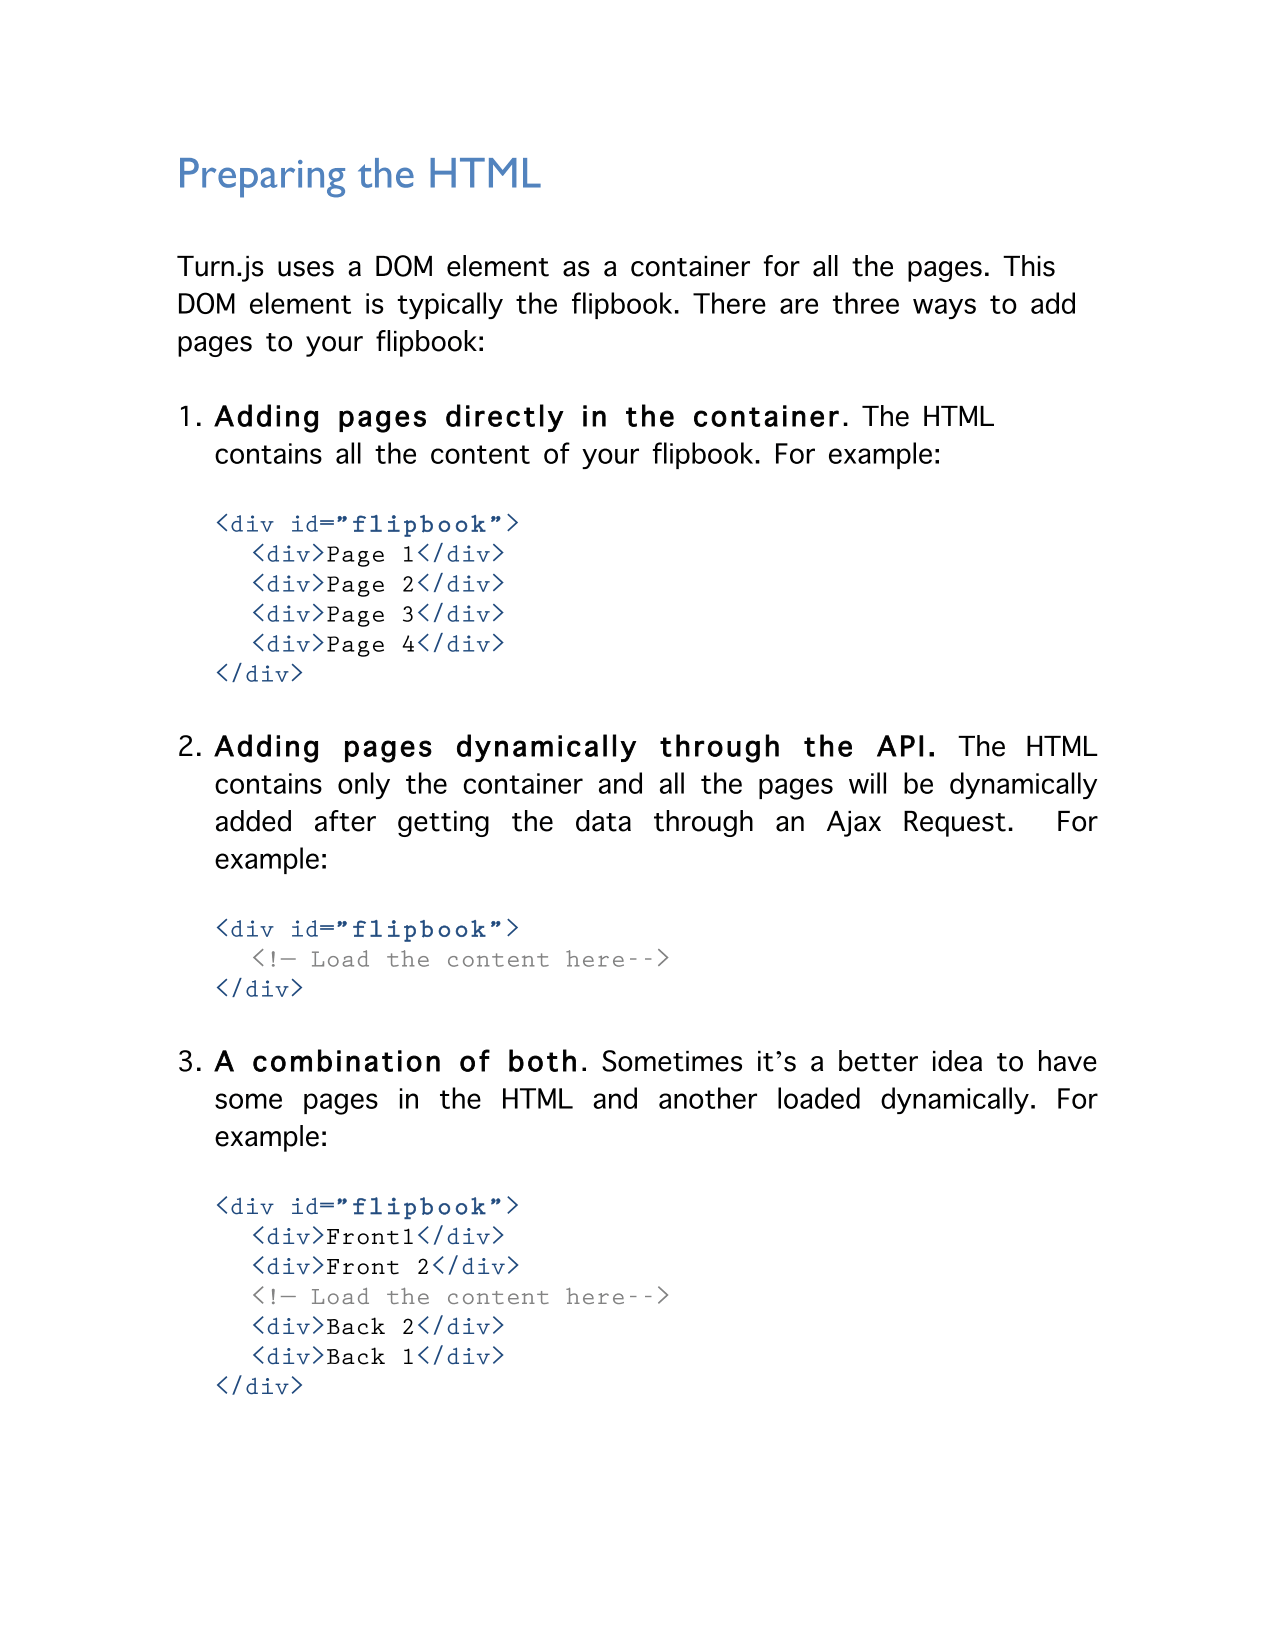 Preparing the HTML
Turn.js uses a DOM element as a container for all the pages. This
DOM element is typically the flipbook. There are three ways to add
pages to your flipbook:
1. Adding pages directly in the container. The HTML
contains all the content of your flipbook. For example:
<div id=”flipbook”>
<div>Page 1</div>
<div>Page 2</div>
<div>Page 3</div>
<div>Page 4</div>
</div>
2. Adding pages dynamically through the API. The HTML
contains only the container and all the pages will be dynamically
added after getting the data through an Ajax Request. For
example:
<div id=”flipbook”>
<!— Load the content here-->
</div>
3. A combination of both. Sometimes it’s a better idea to have
some pages in the HTML and another loaded dynamically. For
example:
<div id=”flipbook”>
<div>Front1</div>
<div>Front 2</div>
<!— Load the content here-->
<div>Back 2</div>
<div>Back 1</div>
</div>